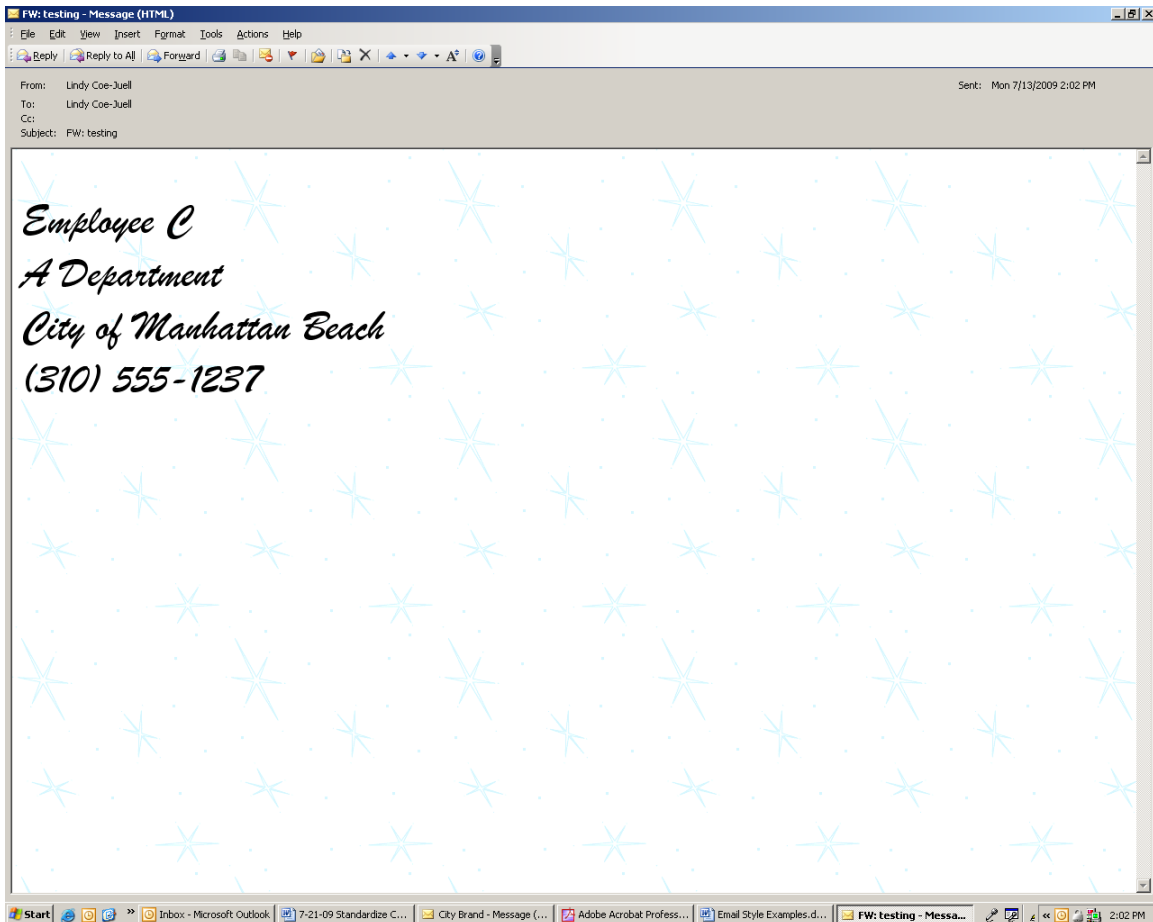 FW: testing - Message (HTML)
File Edit View Insert Format Tools Actions Help
Reply Reply to All Forward
From: Lindy Coe-Juell Sent: Mon 7/13/2009 2:02 PM
To: Lindy Coe-Juell
Cc:
Subject: FW: testing
Employee C
A Department
City of Manhattan Beach
(310) 555-1237
Start Inbox - Microsoft Outlook 7-21-09 Standardize C... City Brand - Message (... Adobe Acrobat Profess... Email Style Examples.d... FW: testing - Messa... 2:02 PM